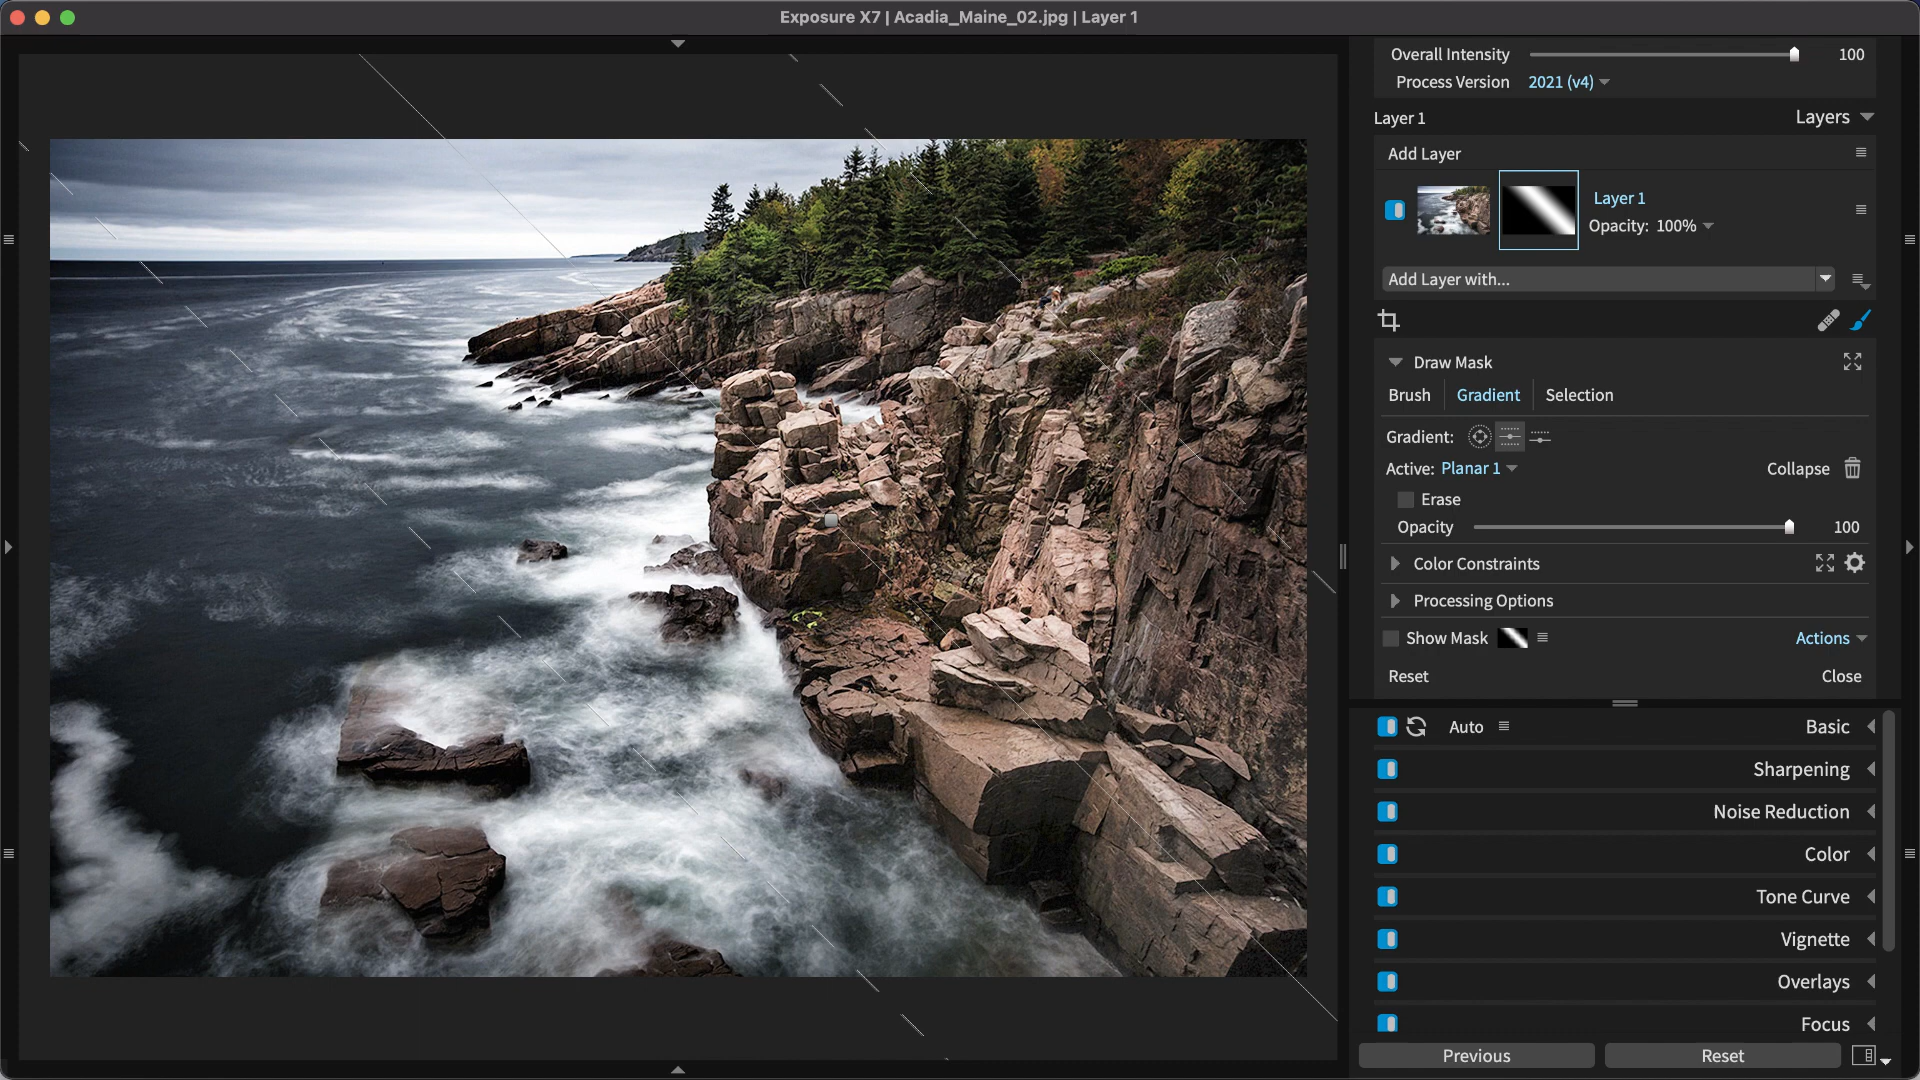 Exposure X7 | Acadia_Maine_02.jpg | Layer 1
Overall Intensity 100
Process Version 2021 (v4)
Layer 1 Layers
Add Layer
Layer 1
Opacity: 100%
Add Layer with...
Draw Mask
Brush Gradient Selection
Gradient:
Active: Planar 1 Collapse
Erase
Opacity 100
Color Constraints
Processing Options
Show Mask Actions
Reset Close
Auto Basic
Sharpening
Noise Reduction
Color
Tone Curve
Vignette
Overlays
Focus
Previous Reset